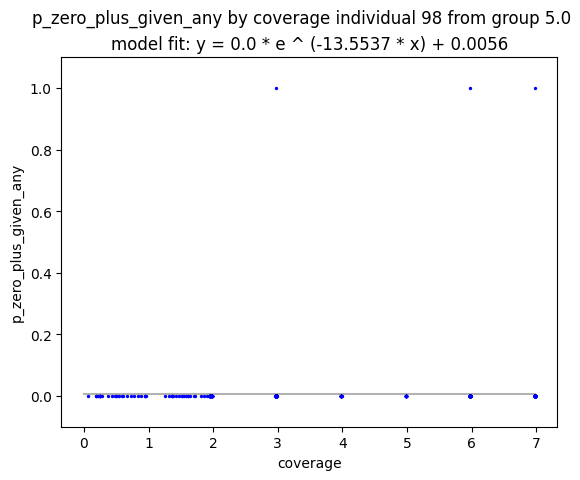 p_zero_plus_given_any by coverage individual 98 from group 5.0
model fit: y = 0.0 * e ^ (-13.5537 * x) + 0.0056
1.0
0.8
0.6
0.4
0.2
0.0
p_zero_plus_given_any
0 1 2 3 4 5 6 7
coverage